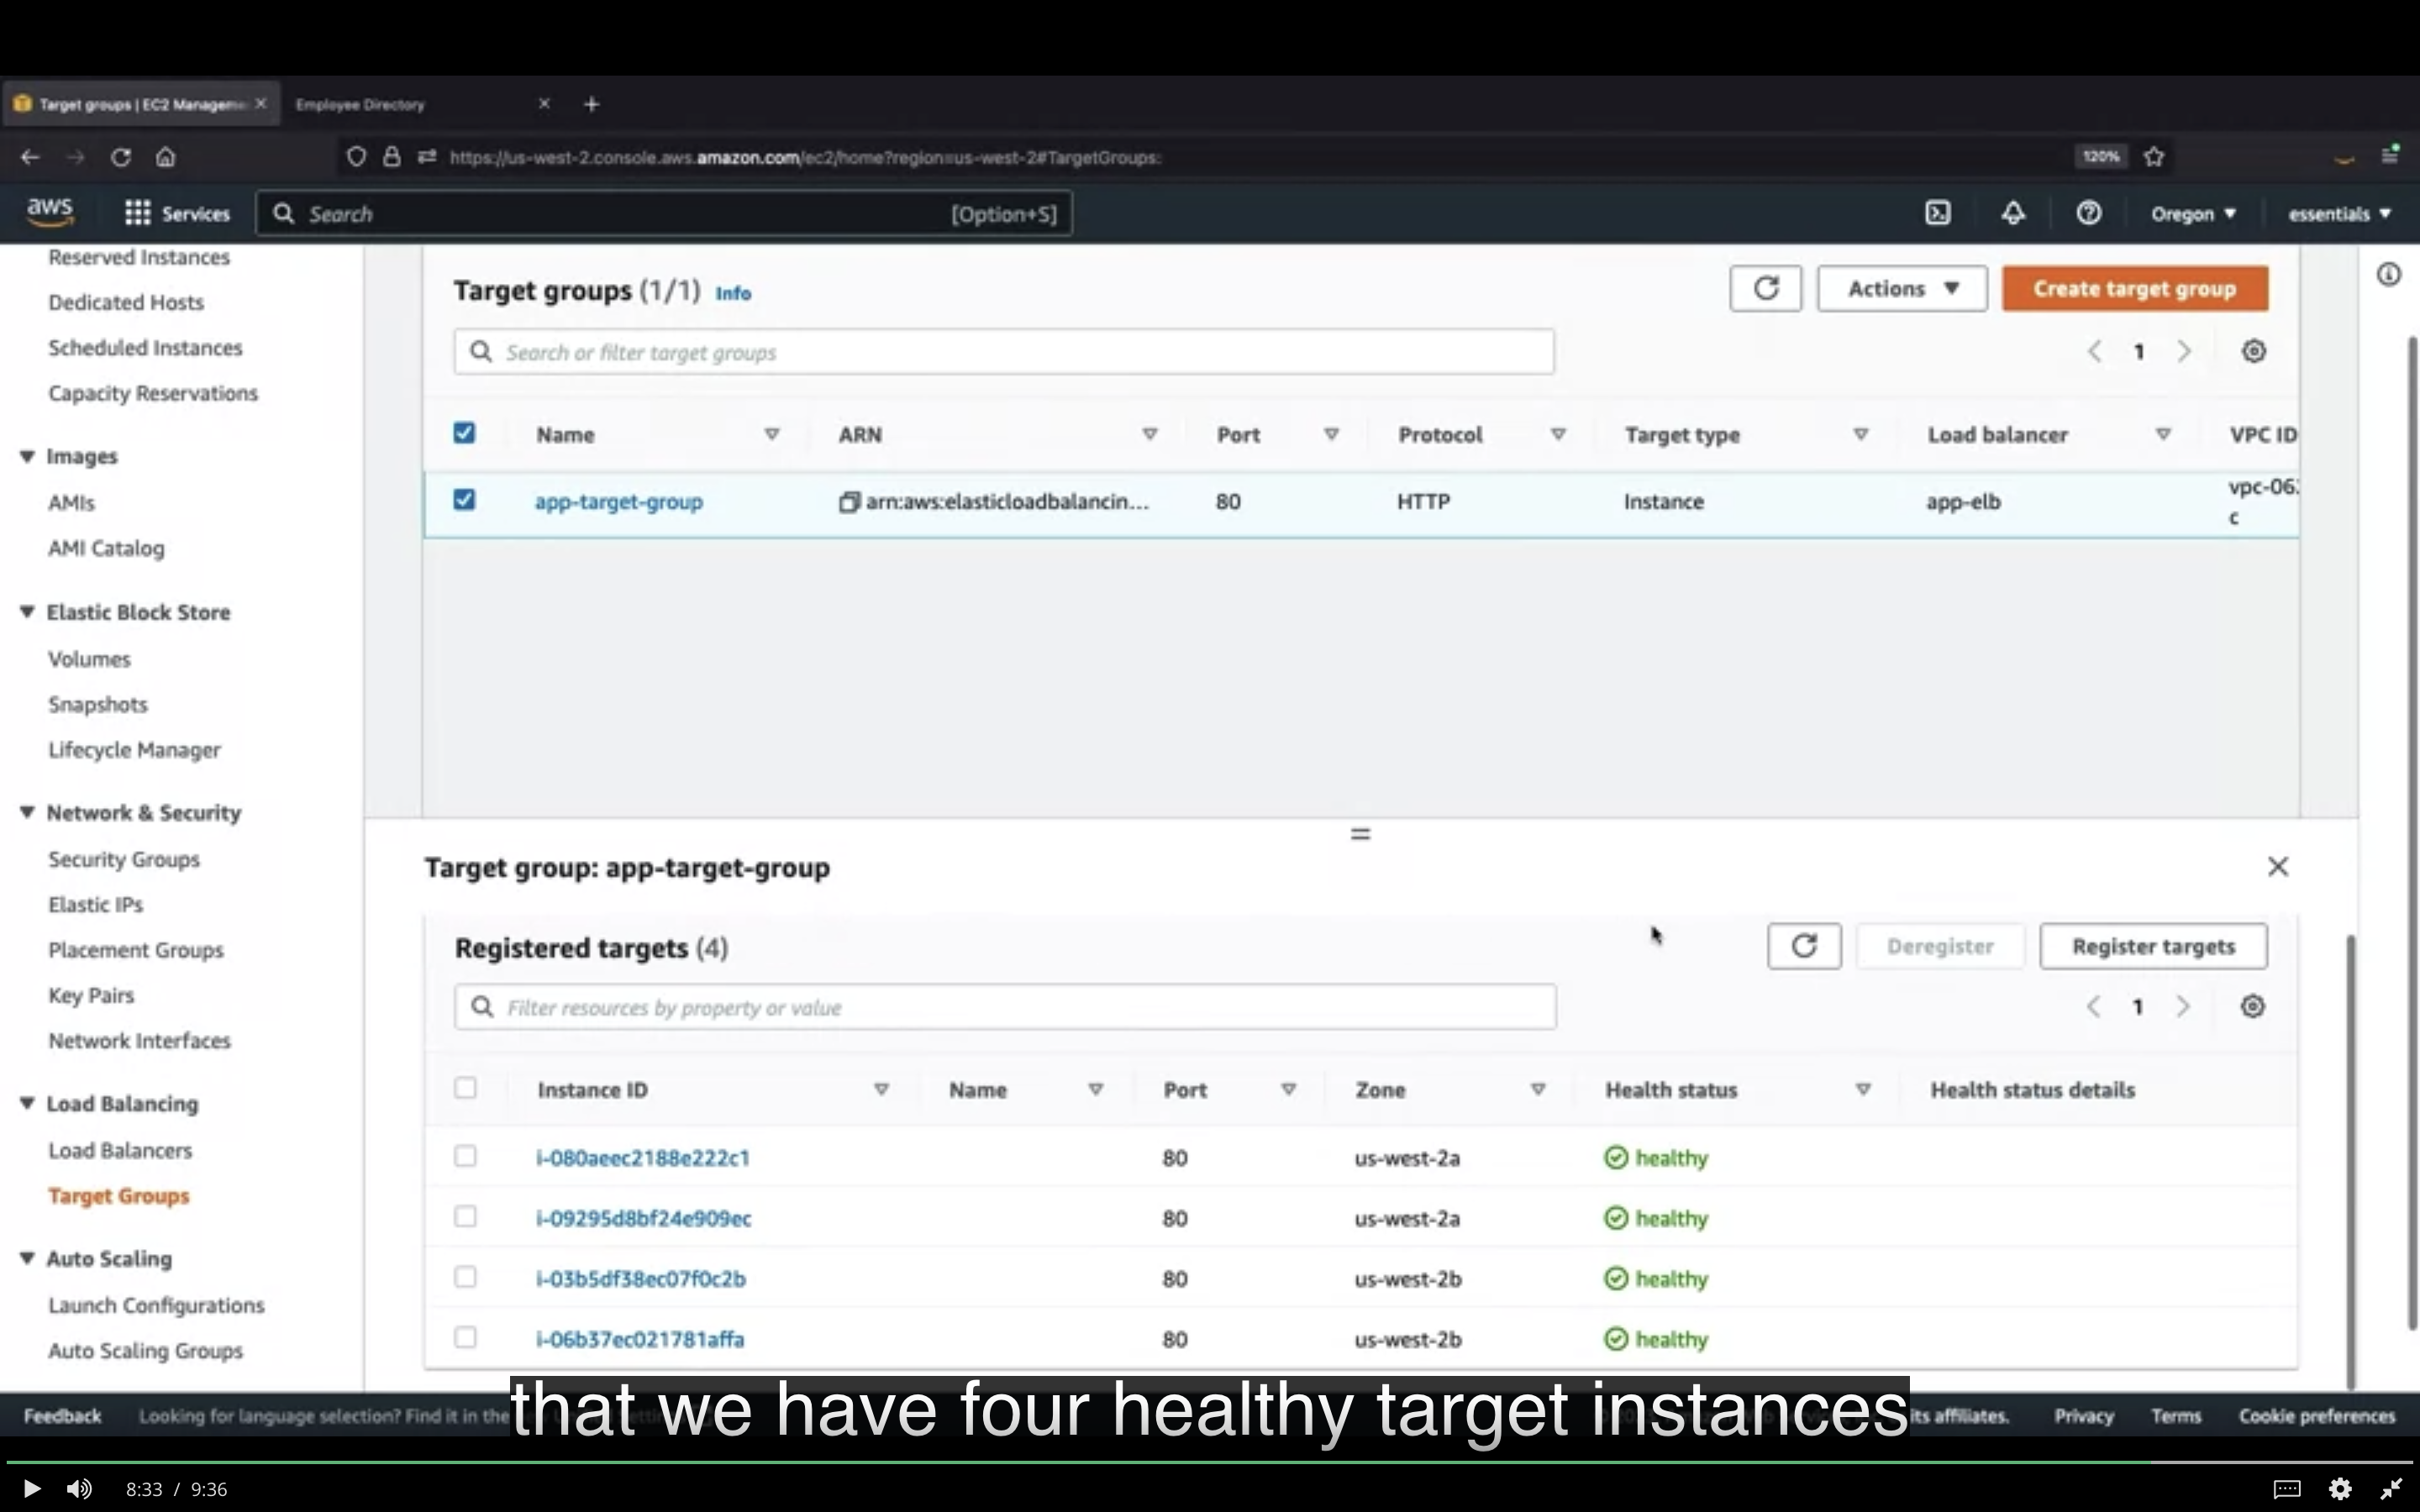 Target groups | EC2 Manageme
Employee Directory
https://us-west-2.console.aws.amazon.com/ec2/home?region=us-west-2#TargetGroups:
120%
aws
Services
Search
[Option+S]
Oregon
essentials
Reserved Instances
Dedicated Hosts
Scheduled Instances
Capacity Reservations
Images
AMIs
AMI Catalog
Elastic Block Store
Volumes
Snapshots
Lifecycle Manager
Network & Security
Security Groups
Elastic IPs
Placement Groups
Key Pairs
Network Interfaces
Load Balancing
Load Balancers
Target Groups
Auto Scaling
Launch Configurations
Auto Scaling Groups
Target groups (1/1) Info
Actions
Create target group
Search or filter target groups
1
Name ARN Port Protocol Target type Load balancer VPC ID
app-target-group arn:aws:elasticloadbalancin... 80 HTTP Instance app-elb vpc-06
c
Target group: app-target-group
Registered targets (4)
Deregister
Register targets
Filter resources by property or value
1
Instance ID Name Port Zone Health status Health status details
i-080aeec2188e222c1 80 us-west-2a healthy
i-09295d8bf24e909ec 80 us-west-2a healthy
i-03b5df38ec07f0c2b 80 us-west-2b healthy
i-06b37ec021781affa 80 us-west-2b healthy
that we have four healthy target instances
Feedback Looking for language selection? Find it in the
its affiliates. Privacy Terms Cookie preferences
8:33 / 9:36